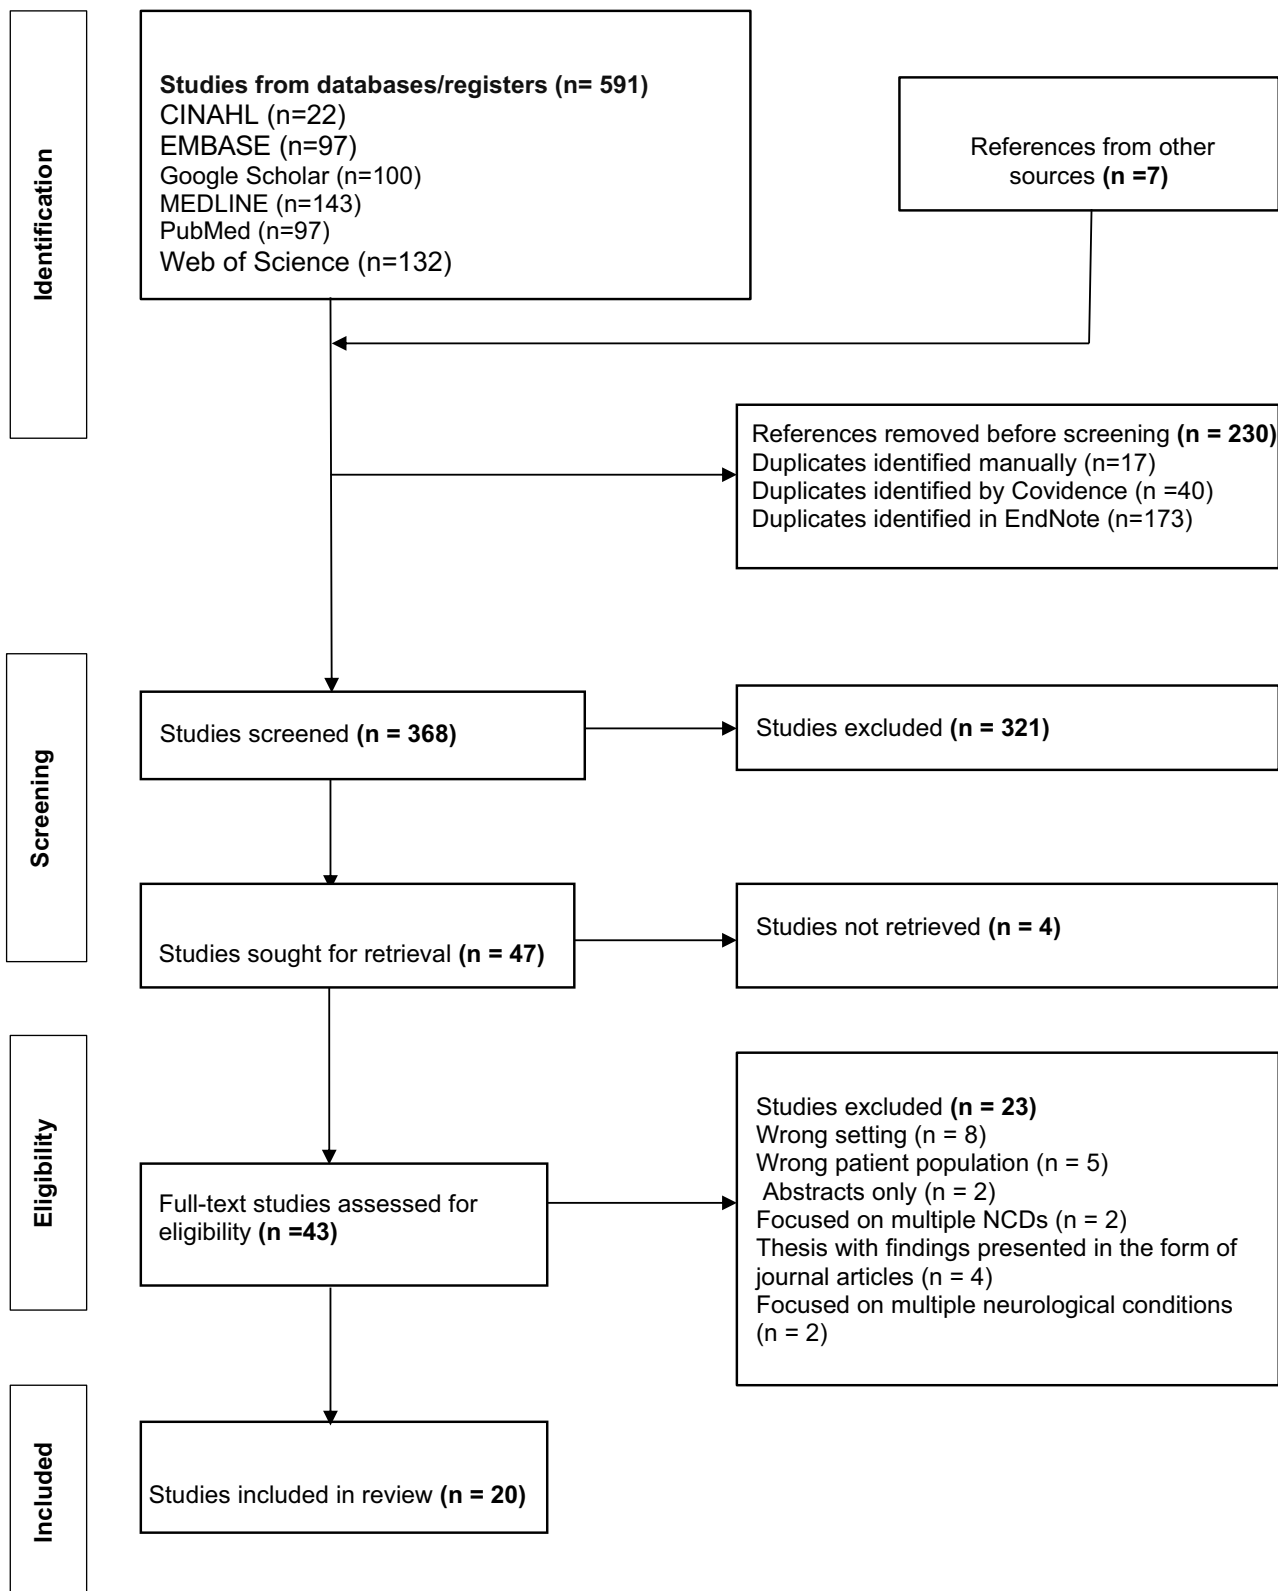 Identification
Studies from databases/registers (n= 591)
CINAHL (n=22)
EMBASE (n=97)
Google Scholar (n=100)
MEDLINE (n=143)
PubMed (n=97)
Web of Science (n=132)
References from other
sources (n =7)
References removed before screening (n = 230)
Duplicates identified manually (n=17)
Duplicates identified by Covidence (n =40)
Duplicates identified in EndNote (n=173)
Screening
Studies screened (n = 368)
Studies excluded (n = 321)
Studies sought for retrieval (n = 47)
Studies not retrieved (n = 4)
Eligibility
Full-text studies assessed for
eligibility (n =43)
Studies excluded (n = 23)
Wrong setting (n = 8)
Wrong patient population (n = 5)
Abstracts only (n = 2)
Focused on multiple NCDs (n = 2)
Thesis with findings presented in the form of
journal articles (n = 4)
Focused on multiple neurological conditions
(n = 2)
Included
Studies included in review (n = 20)